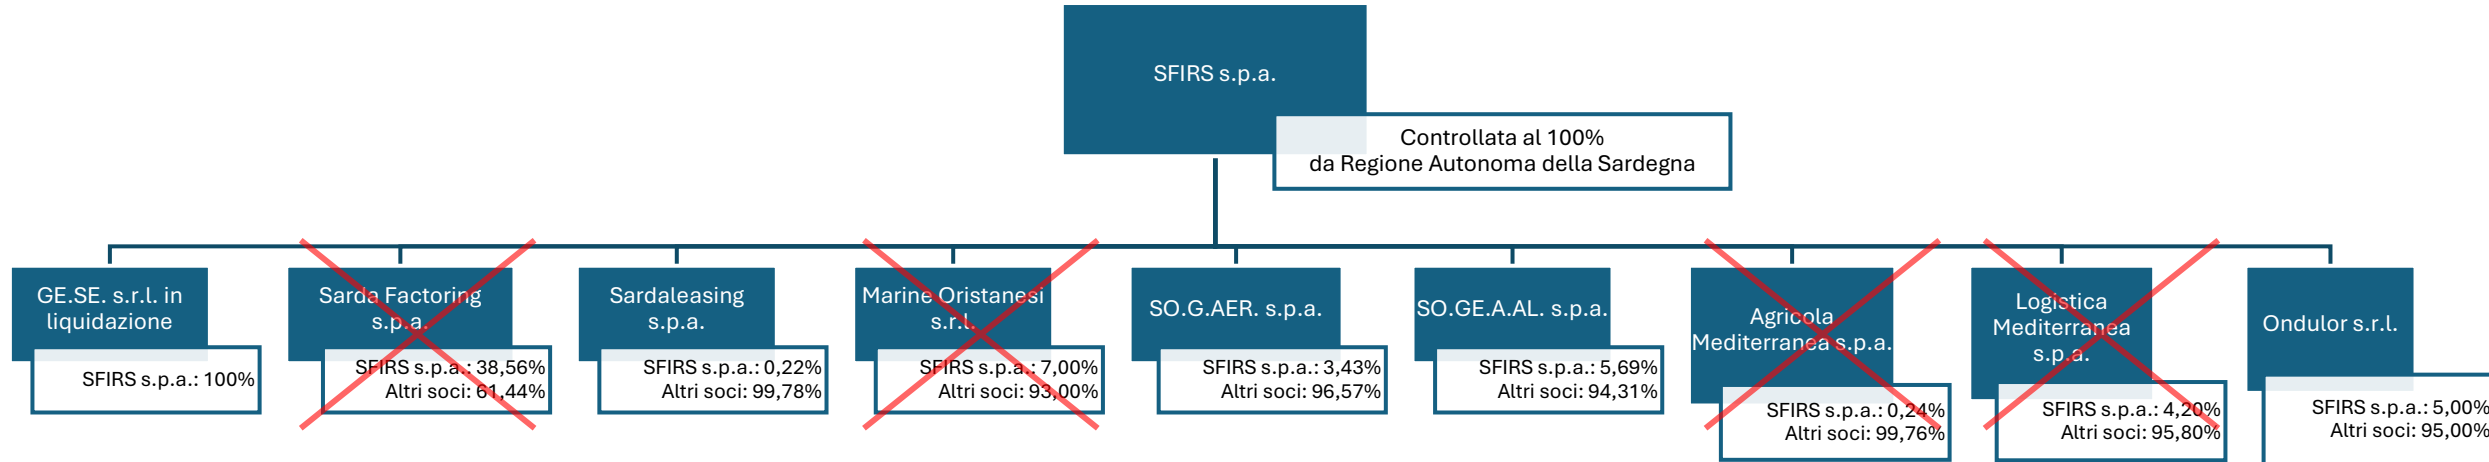 SFIRS s.p.a.
Controllata al 100%
da Regione Autonoma della Sardegna
GE.SE. s.r.l. in
liquidazione
SFIRS s.p.a.: 100%
Sarda Factoring
s.p.a.
SFIRS s.p.a.: 38,56%
Altri soci: 61,44%
Sardaleasing
s.p.a.
SFIRS s.p.a.: 0,22%
Altri soci: 99,78%
Marine Oristanesi
s.r.l.
SFIRS s.p.a.: 7,00%
Altri soci: 93,00%
SO.G.AER. s.p.a.
SFIRS s.p.a.: 3,43%
Altri soci: 96,57%
SO.GE.A.AL. s.p.a.
SFIRS s.p.a.: 5,69%
Altri soci: 94,31%
Agricola
Mediterranea s.p.a.
SFIRS s.p.a.: 0,24%
Altri soci: 99,76%
Logistica
Mediterranea
s.p.a.
SFIRS s.p.a.: 4,20%
Altri soci: 95,80%
Ondulor s.r.l.
SFIRS s.p.a.: 5,00%
Altri soci: 95,00%